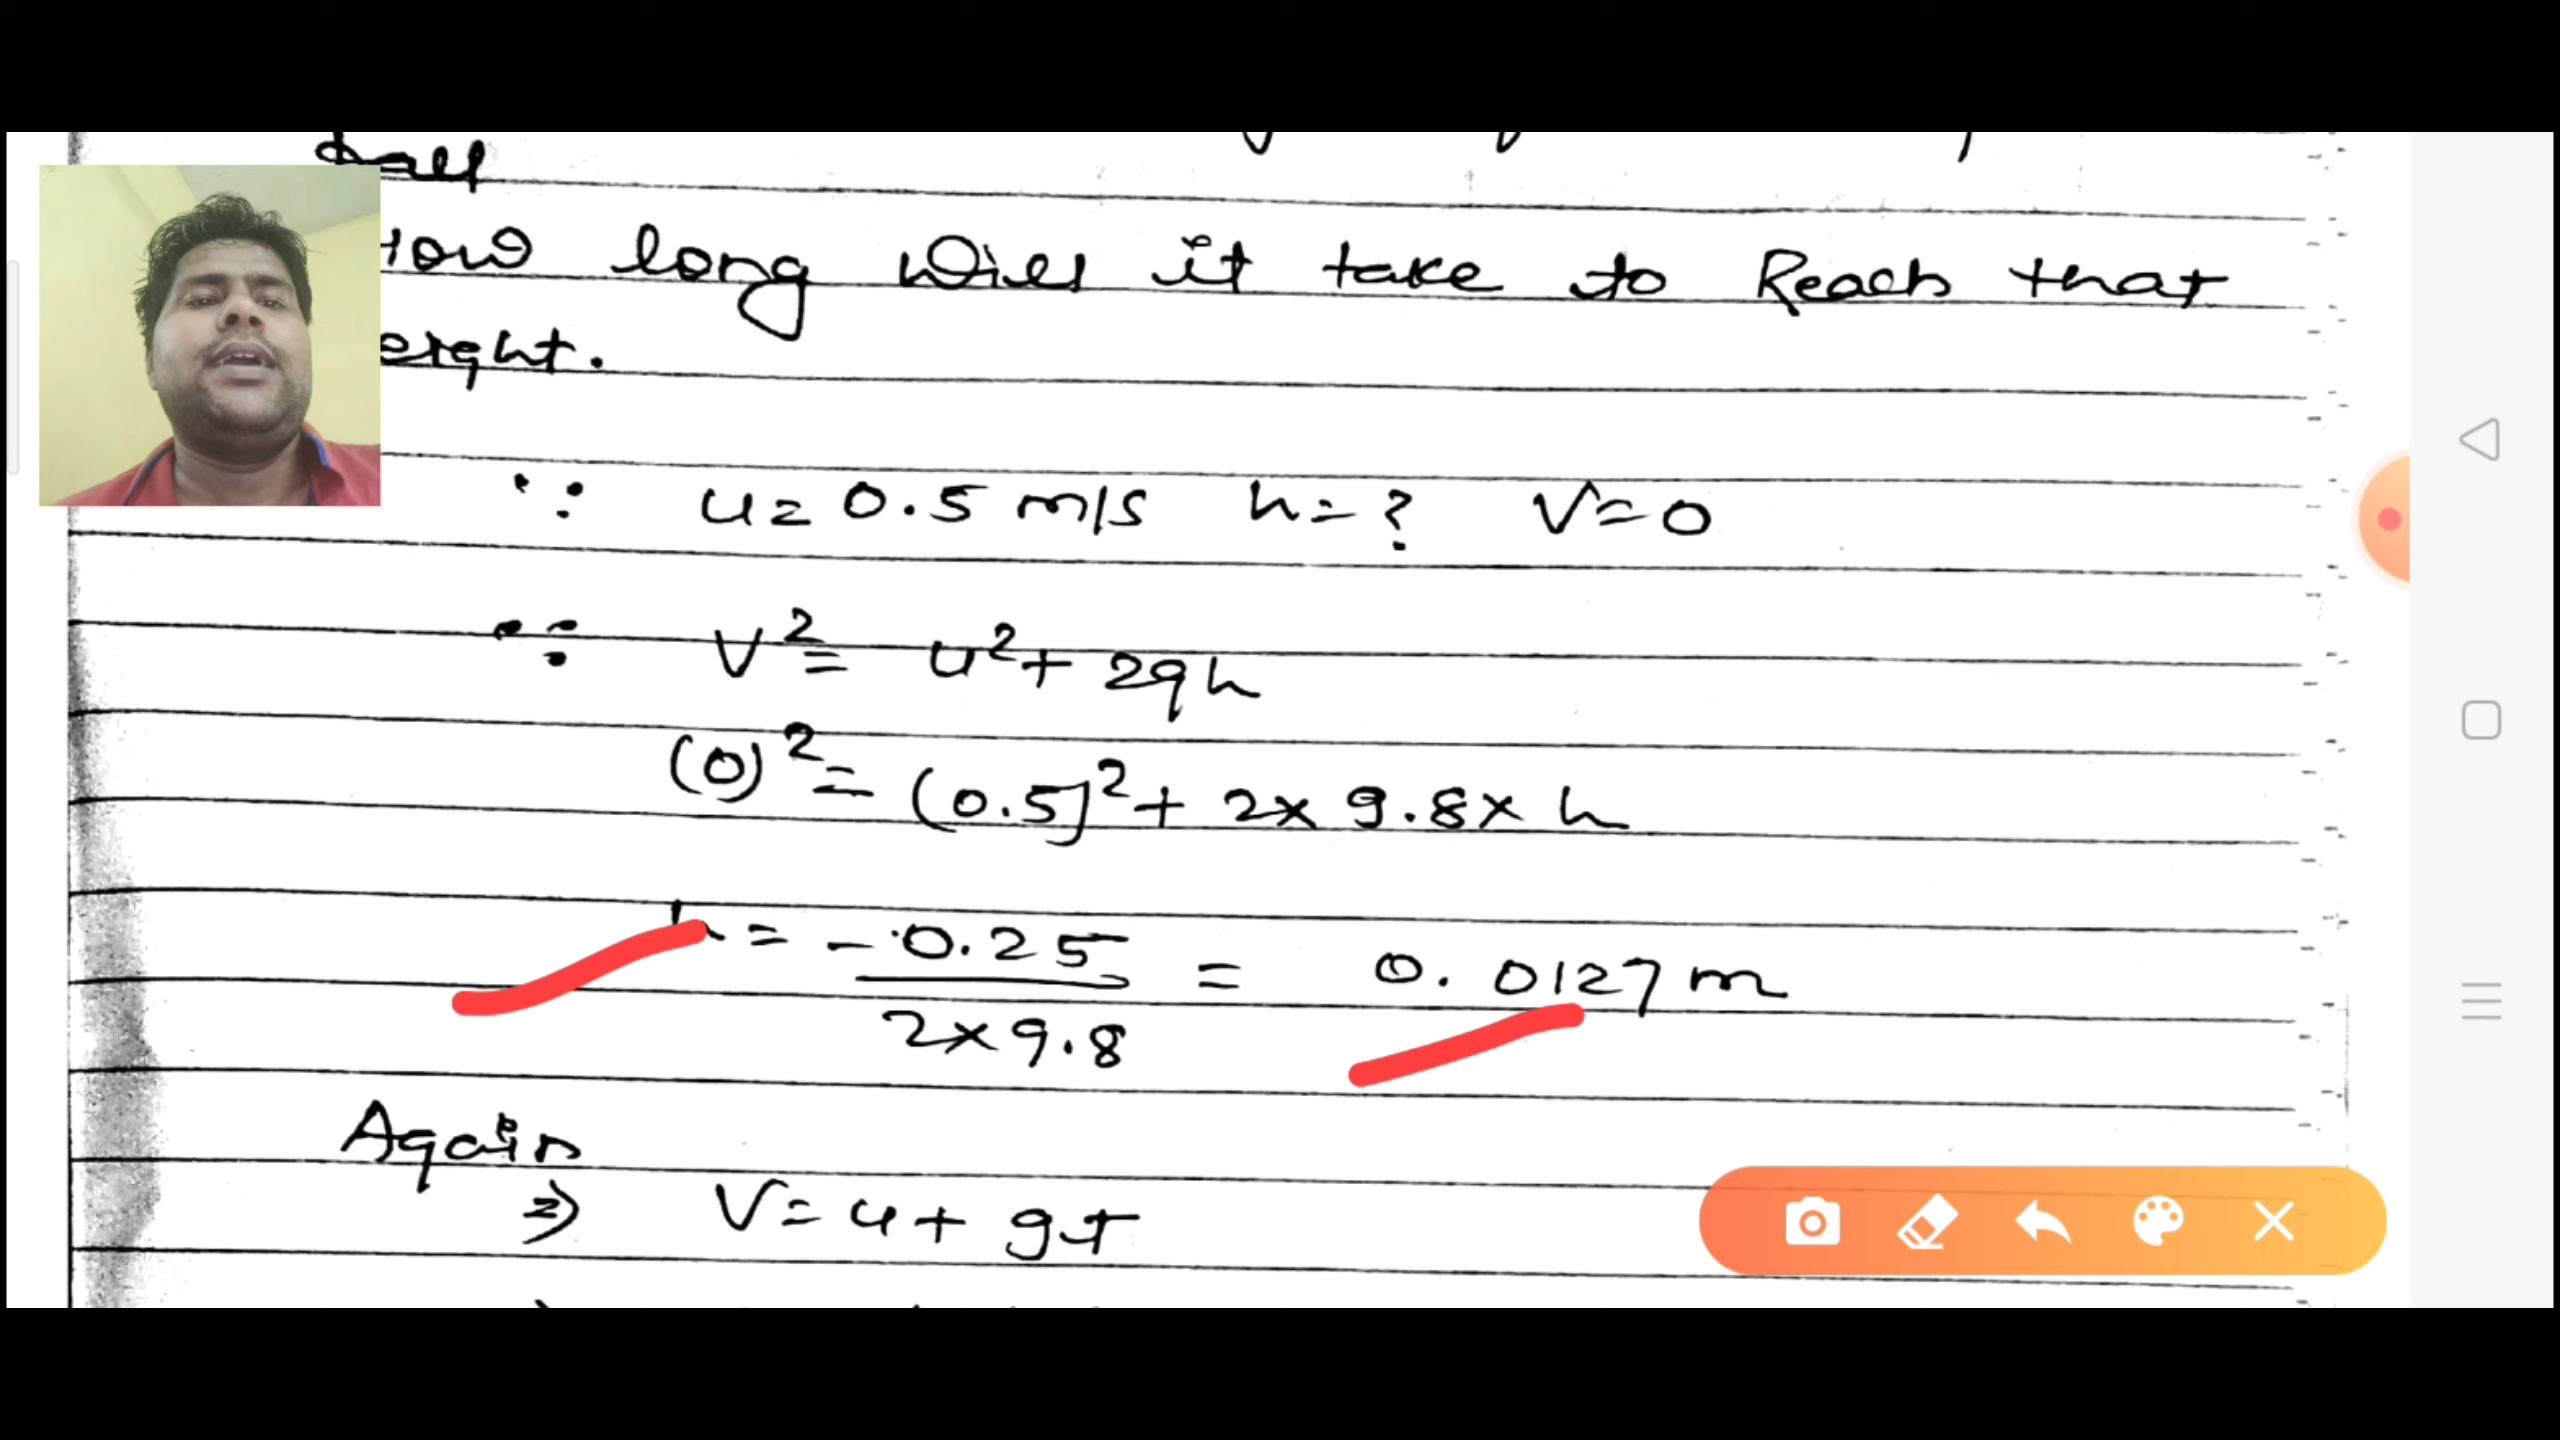 ball
How long will it take to Reach that
eight.
∵ u = 0.5 m/s h = ? V = 0
∵ V² = u² + 2gh
(0)² = (0.5)² + 2 × 9.8 × h
h = - 0.25 / 2 × 9.8 = 0.0127 m
Again
⇒ V = u + gt